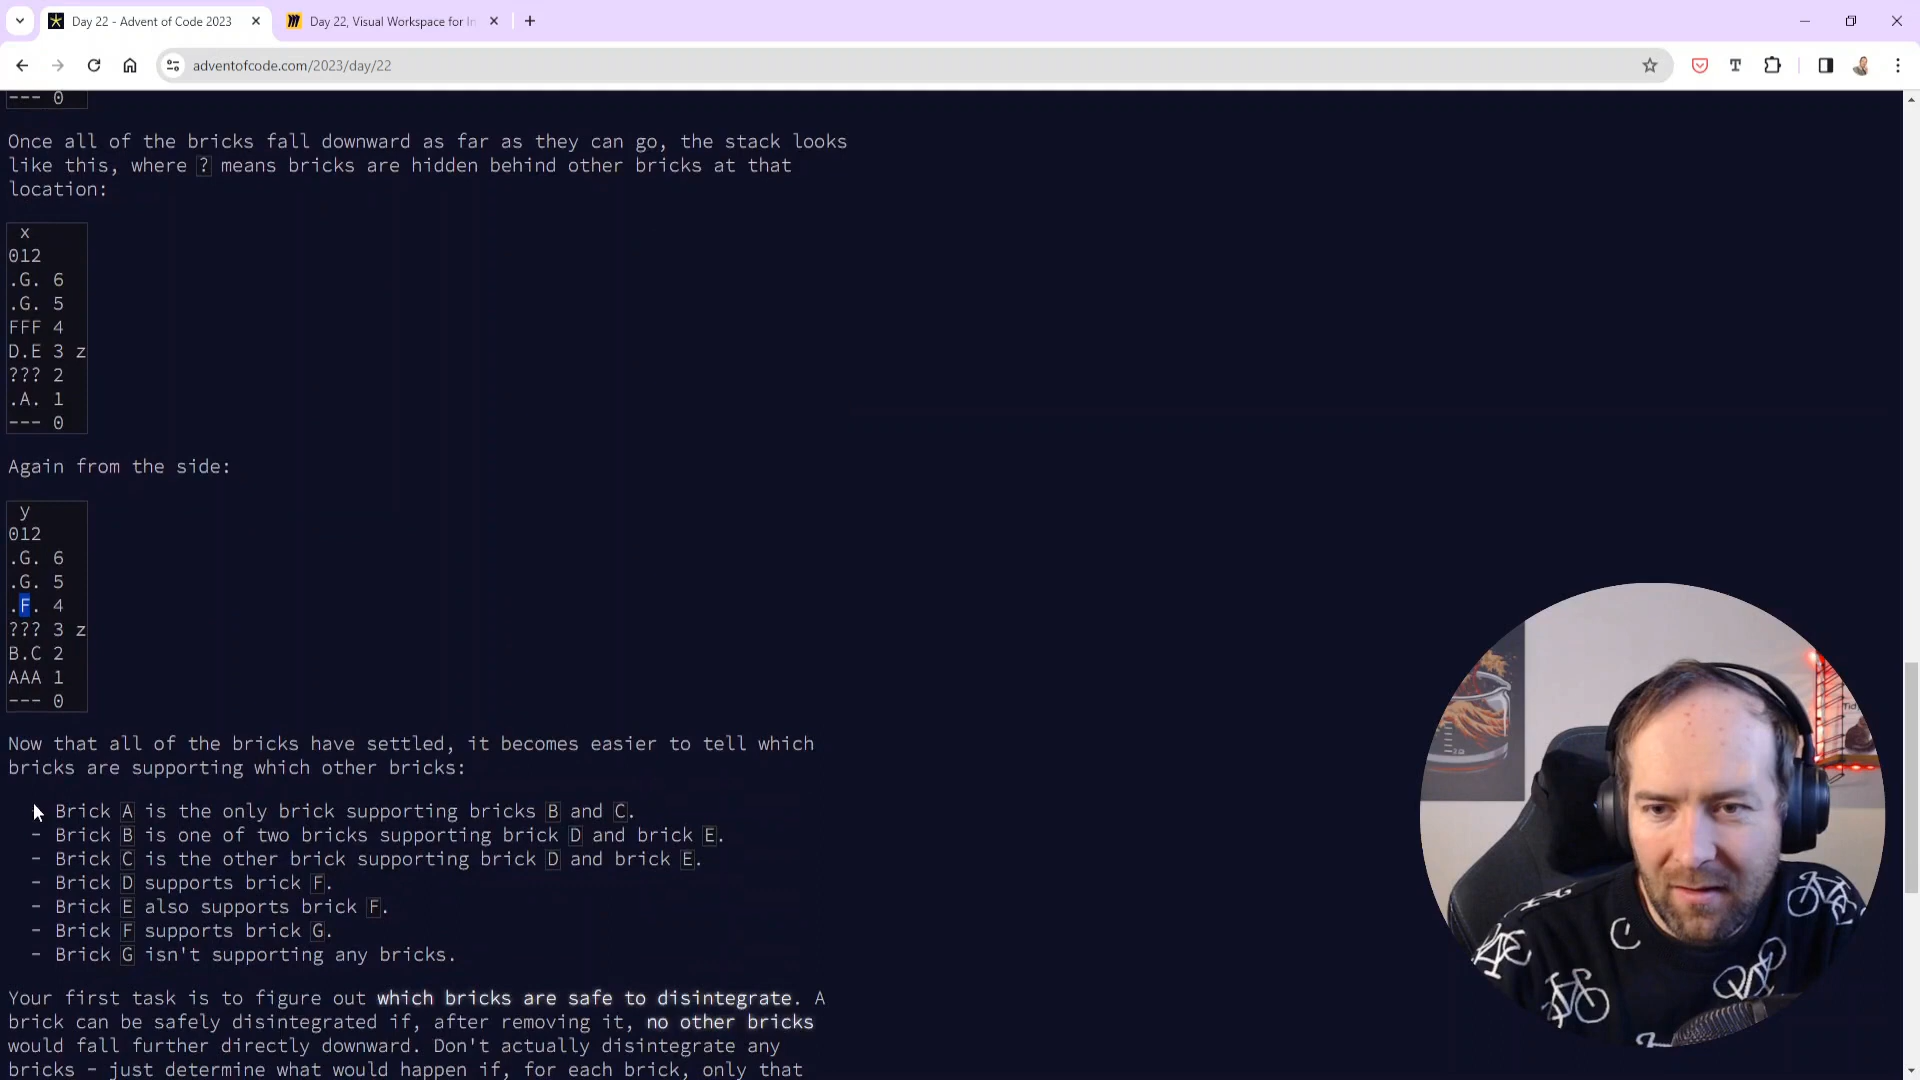 Day 22 - Advent of Code 2023
Day 22, Visual Workspace for In
adventofcode.com/2023/day/22
--- 0
Once all of the bricks fall downward as far as they can go, the stack looks
like this, where ? means bricks are hidden behind other bricks at that
location:
x
012
.G. 6
.G. 5
FFF 4
D.E 3 z
??? 2
.A. 1
--- 0
Again from the side:
y
012
.G. 6
.G. 5
.F. 4
??? 3 z
B.C 2
AAA 1
--- 0
Now that all of the bricks have settled, it becomes easier to tell which
bricks are supporting which other bricks:
Brick A is the only brick supporting bricks B and C.
- Brick B is one of two bricks supporting brick D and brick E.
- Brick C is the other brick supporting brick D and brick E.
- Brick D supports brick F.
- Brick E also supports brick F.
- Brick F supports brick G.
- Brick G isn't supporting any bricks.
Your first task is to figure out which bricks are safe to disintegrate. A
brick can be safely disintegrated if, after removing it, no other bricks
would fall further directly downward. Don't actually disintegrate any
bricks - just determine what would happen if, for each brick, only that